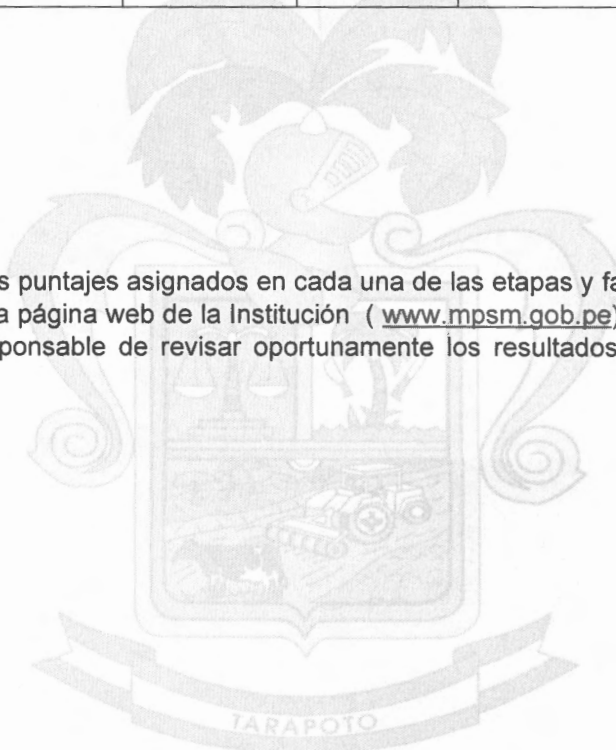 s puntajes asignados en cada una de las etapas y fa
a página web de la Institución ( www.mpsm.gob.pe)
ponsable de revisar oportunamente los resultados
TARAPOTO